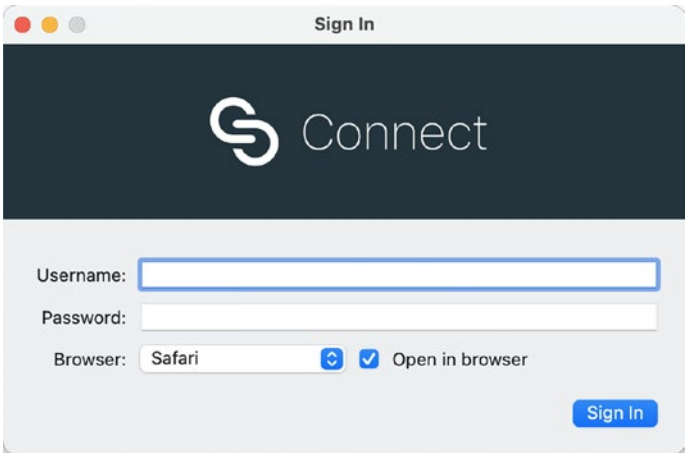 Sign In
Connect
Username:
Password:
Browser: Safari Open in browser
Sign In